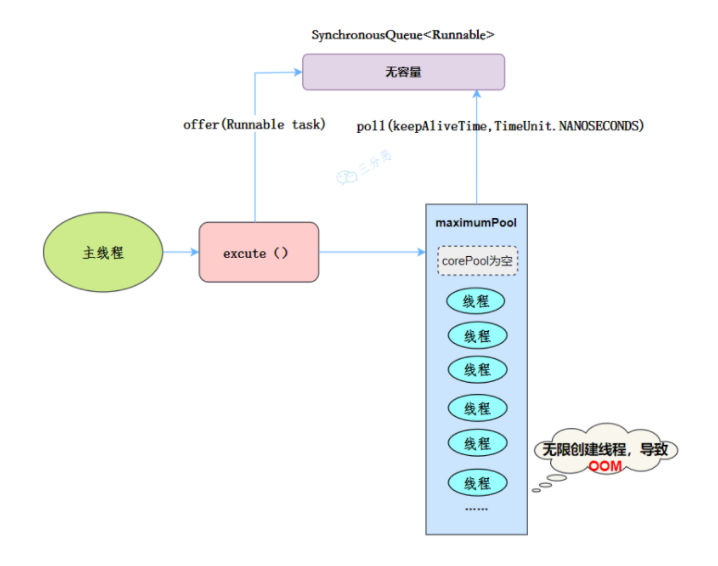 SynchronousQueue<Runnable>
无容量
offer(Runnable task)
poll(keepAliveTime,TimeUnit.NANOSECONDS)
三分恶
maximumPool
主线程
excute（）
corePool为空
线程
线程
线程
线程
线程
线程
……
无限创建线程，导致
OOM